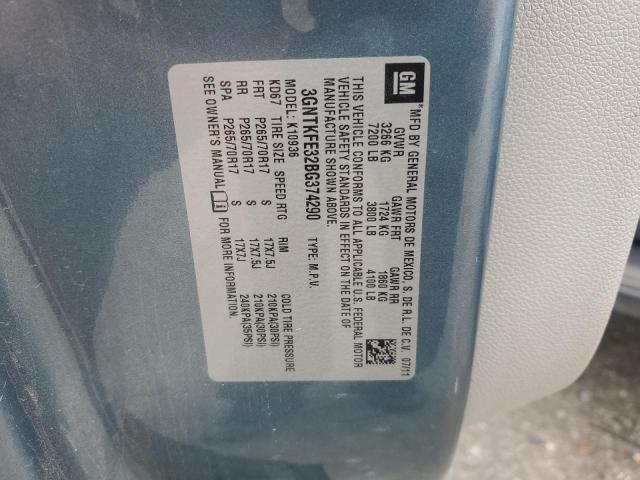 GM
*MFD BY GENERAL MOTORS DE MEXICO, S. DE R.L. DE C.V. 07/11
GVWR GAWR FRT GAWR RR
3266 KG 1724 KG 1860 KG
7200 LB 3800 LB 4100 LB
THIS VEHICLE CONFORMS TO ALL APPLICABLE U.S. FEDERAL MOTOR
VEHICLE SAFETY STANDARDS IN EFFECT ON THE DATE OF
MANUFACTURE SHOWN ABOVE.
3GNTKFE32BG374290 TYPE: M.P.V.
MODEL: K10936
KD67 TIRE SIZE SPEED RTG RIM COLD TIRE PRESSURE
FRT P265/70R17 S 17X7.5J 210KPA(30PSI)
RR P265/70R17 S 17X7.5J 210KPA(30PSI)
SPA P265/70R17 S 17X7J 240KPA(35PSI)
SEE OWNER'S MANUAL FOR MORE INFORMATION.